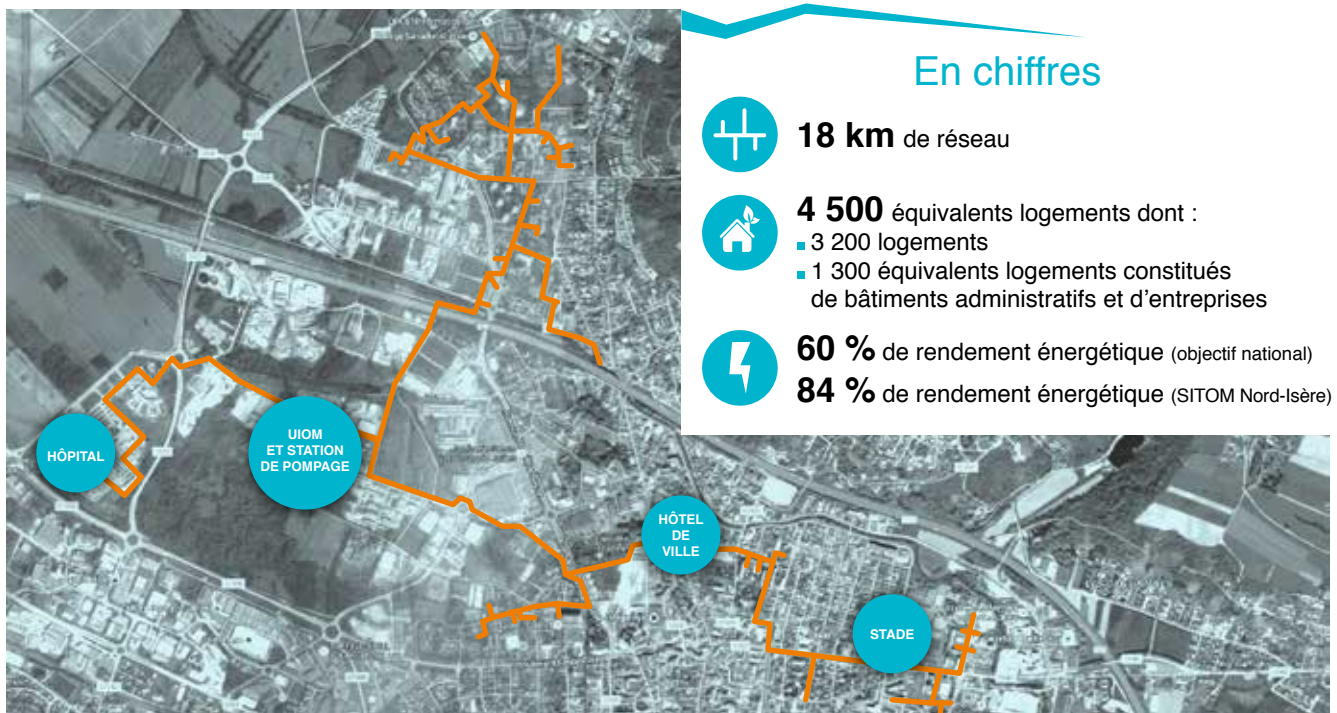 En chiffres
18 km de réseau
4 500 équivalents logements dont :
3 200 logements
1 300 équivalents logements constitués
de bâtiments administratifs et d'entreprises
60 % de rendement énergétique (objectif national)
84 % de rendement énergétique (SITOM Nord-Isère)
HÔPITAL
UIOM
ET STATION
DE POMPAGE
HÔTEL
DE
VILLE
STADE